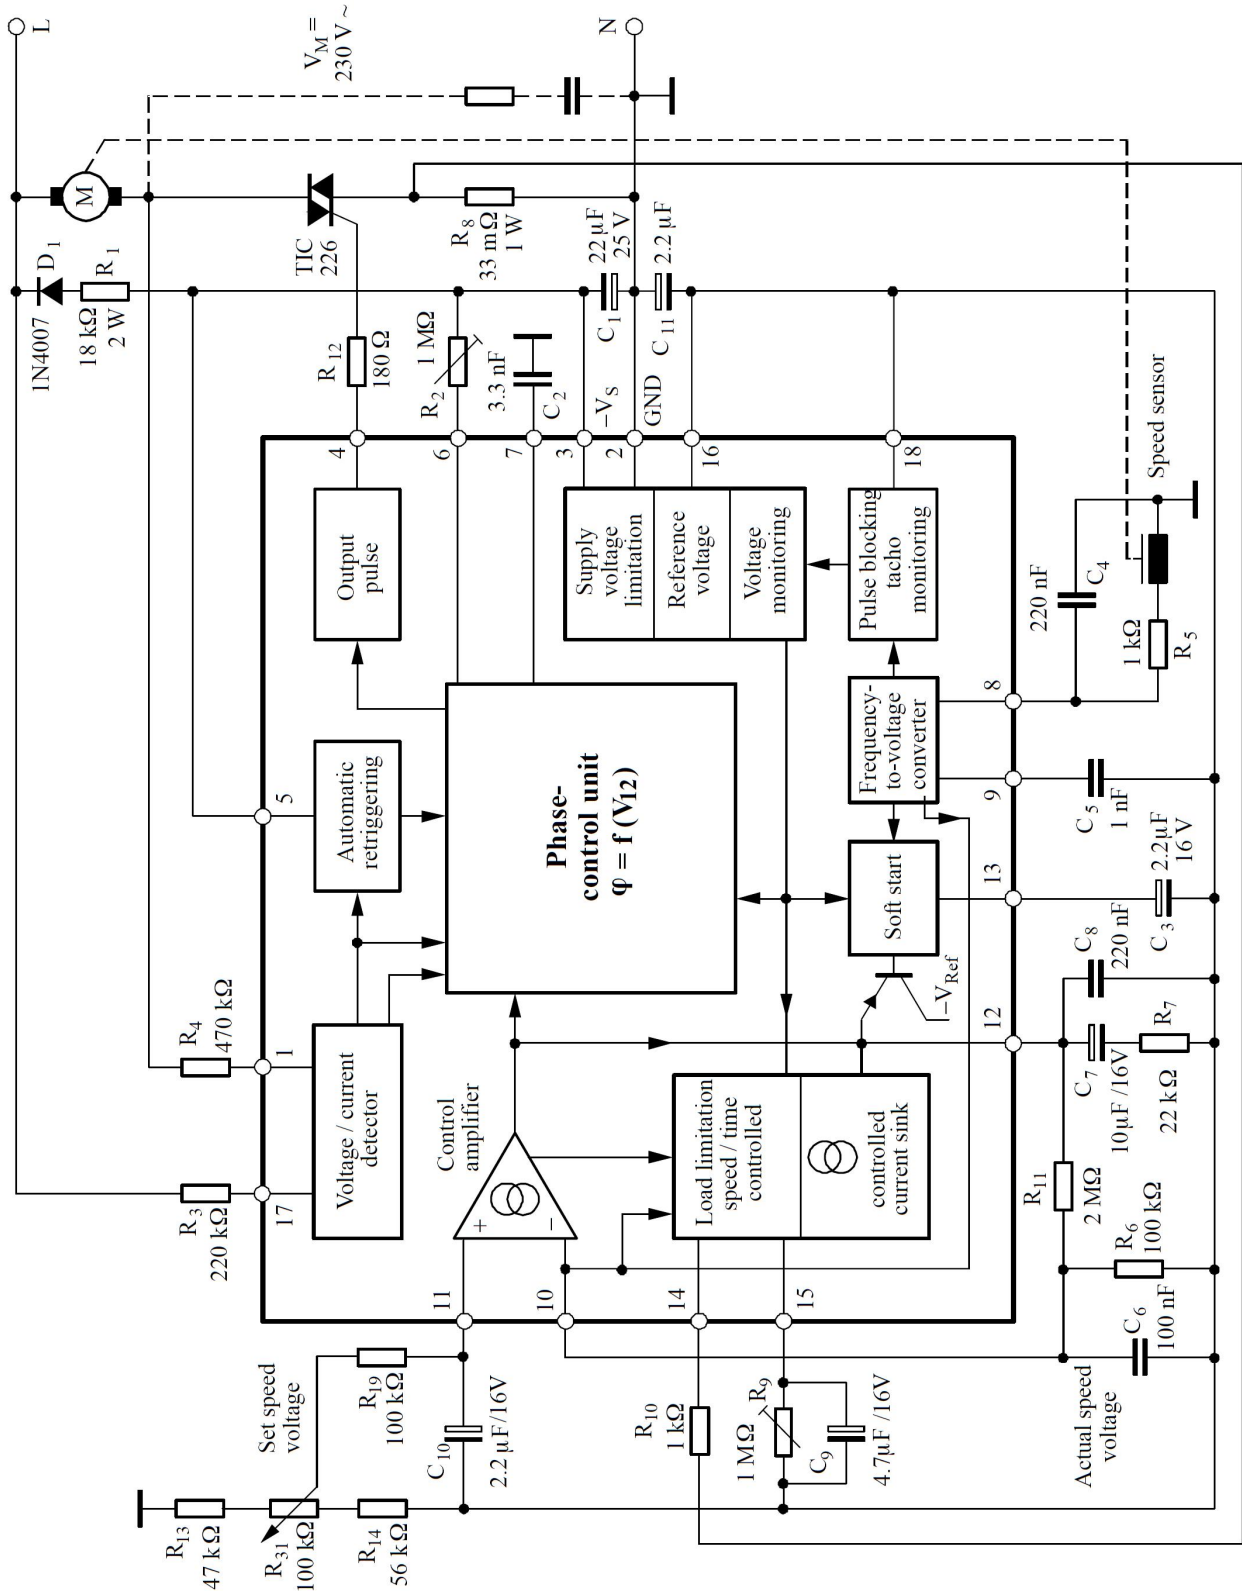 L
N
V_M =
230 V ~
M
D₁
1N4007
R₁
18 kΩ
2 W
TIC
226
R₈
33 mΩ
1 W
22 µF
25 V
C₁
2.2 µF
C₁₁
R₁₂
180 Ω
1 MΩ
R₂
3.3 nF
C₂
−V_S
GND
4
6
7
3
2
16
18
Speed sensor
R₄
470 kΩ
R₃
220 kΩ
1
17
5
Voltage / current
detector
Automatic
retriggering
Output
pulse
Phase-
control unit
φ = f (V₁₂)
Supply
voltage
limitation
Reference
voltage
Voltage
monitoring
Pulse blocking
tacho
monitoring
Frequency-
to-voltage
converter
Soft start
−V_Ref
Control
amplifier
+
−
Load limitation
speed / time
controlled
controlled
current sink
11
10
14
15
12
13
9
8
220 nF
C₄
1 kΩ
R₅
C₅
1 nF
2.2µF
16 V
C₃
C₈
220 nF
C₇
10µF /16V
R₇
22 kΩ
R₁₁
2 MΩ
R₆
100 kΩ
C₆
100 nF
Actual speed
voltage
Set speed
voltage
R₁₉
100 kΩ
C₁₀
2.2 µF/16V
R₁₀
1 kΩ
R₉
1 MΩ
C₉
4.7µF /16V
R₁₃
47 kΩ
R₃₁
100 kΩ
R₁₄
56 kΩ